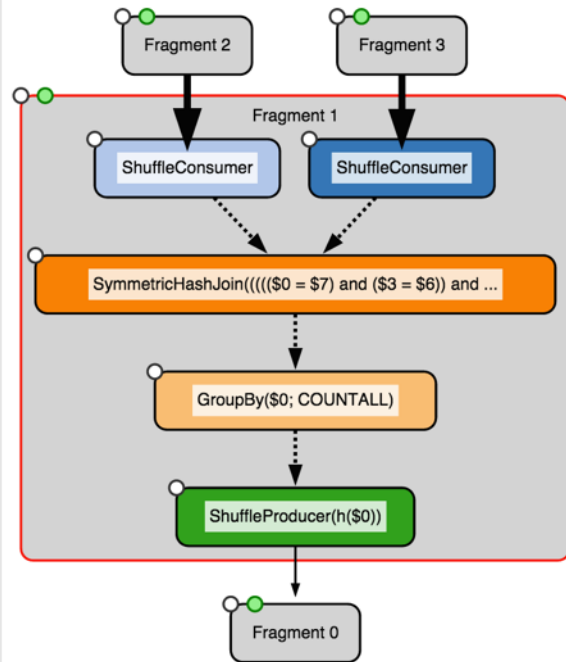 Fragment 2
Fragment 3
Fragment 1
ShuffleConsumer
ShuffleConsumer
SymmetricHashJoin((((($0 = $7) and ($3 = $6)) and ...
GroupBy($0; COUNTALL)
ShuffleProducer(h($0))
Fragment 0